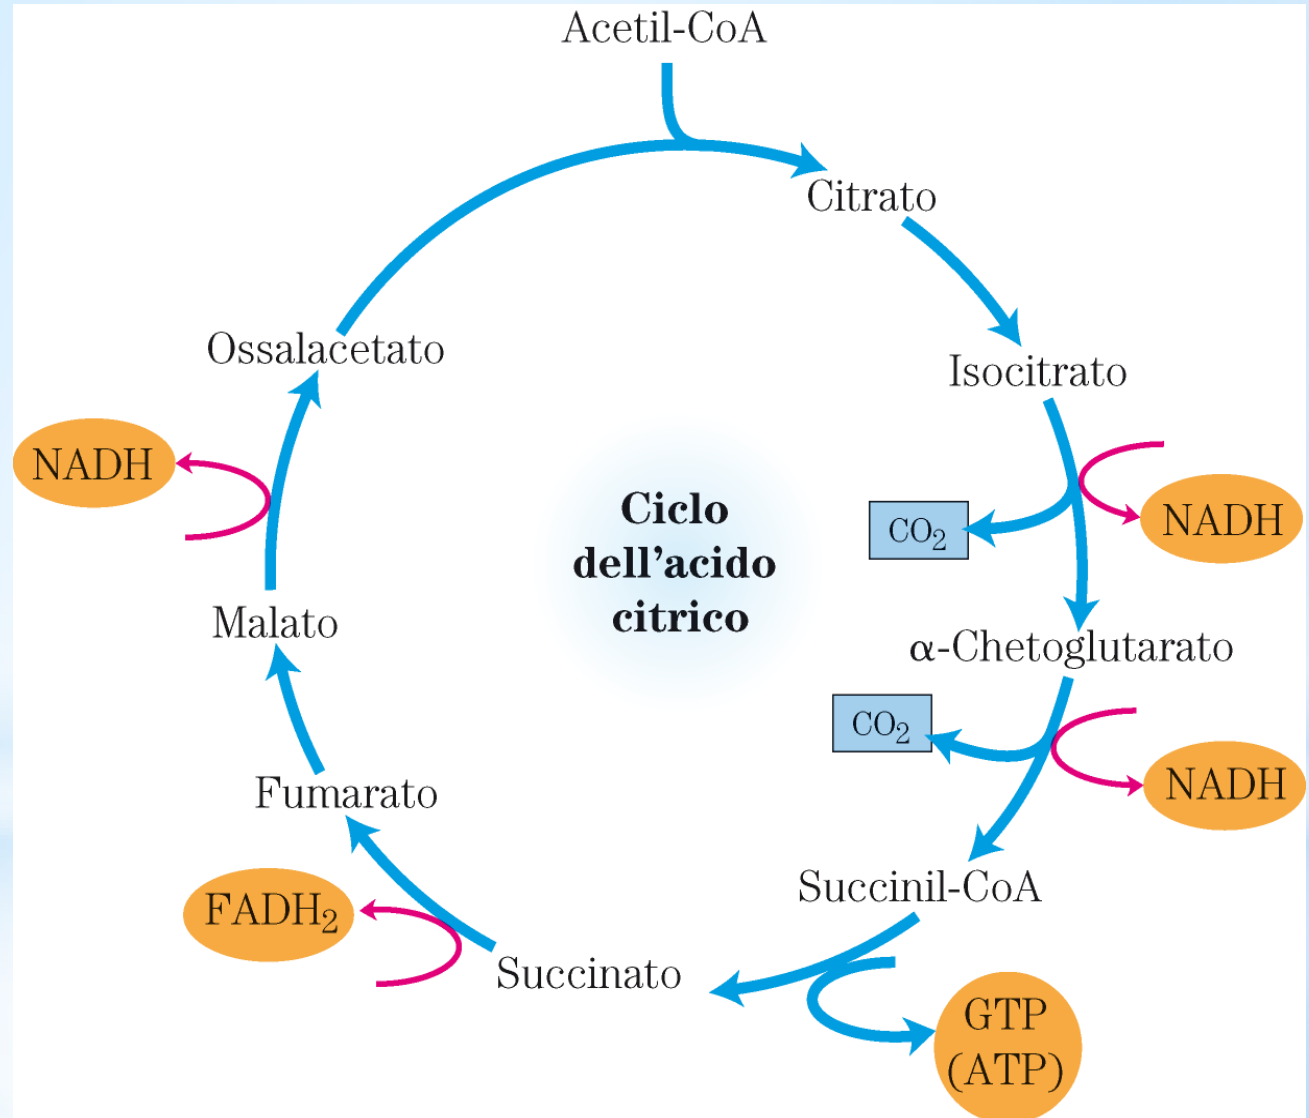 Acetil-CoA
Citrato
Ossalacetato
Isocitrato
NADH
Ciclo
dell’acido
citrico
CO₂
NADH
Malato
α-Chetoglutarato
CO₂
NADH
Fumarato
Succinil-CoA
FADH₂
Succinato
GTP
(ATP)